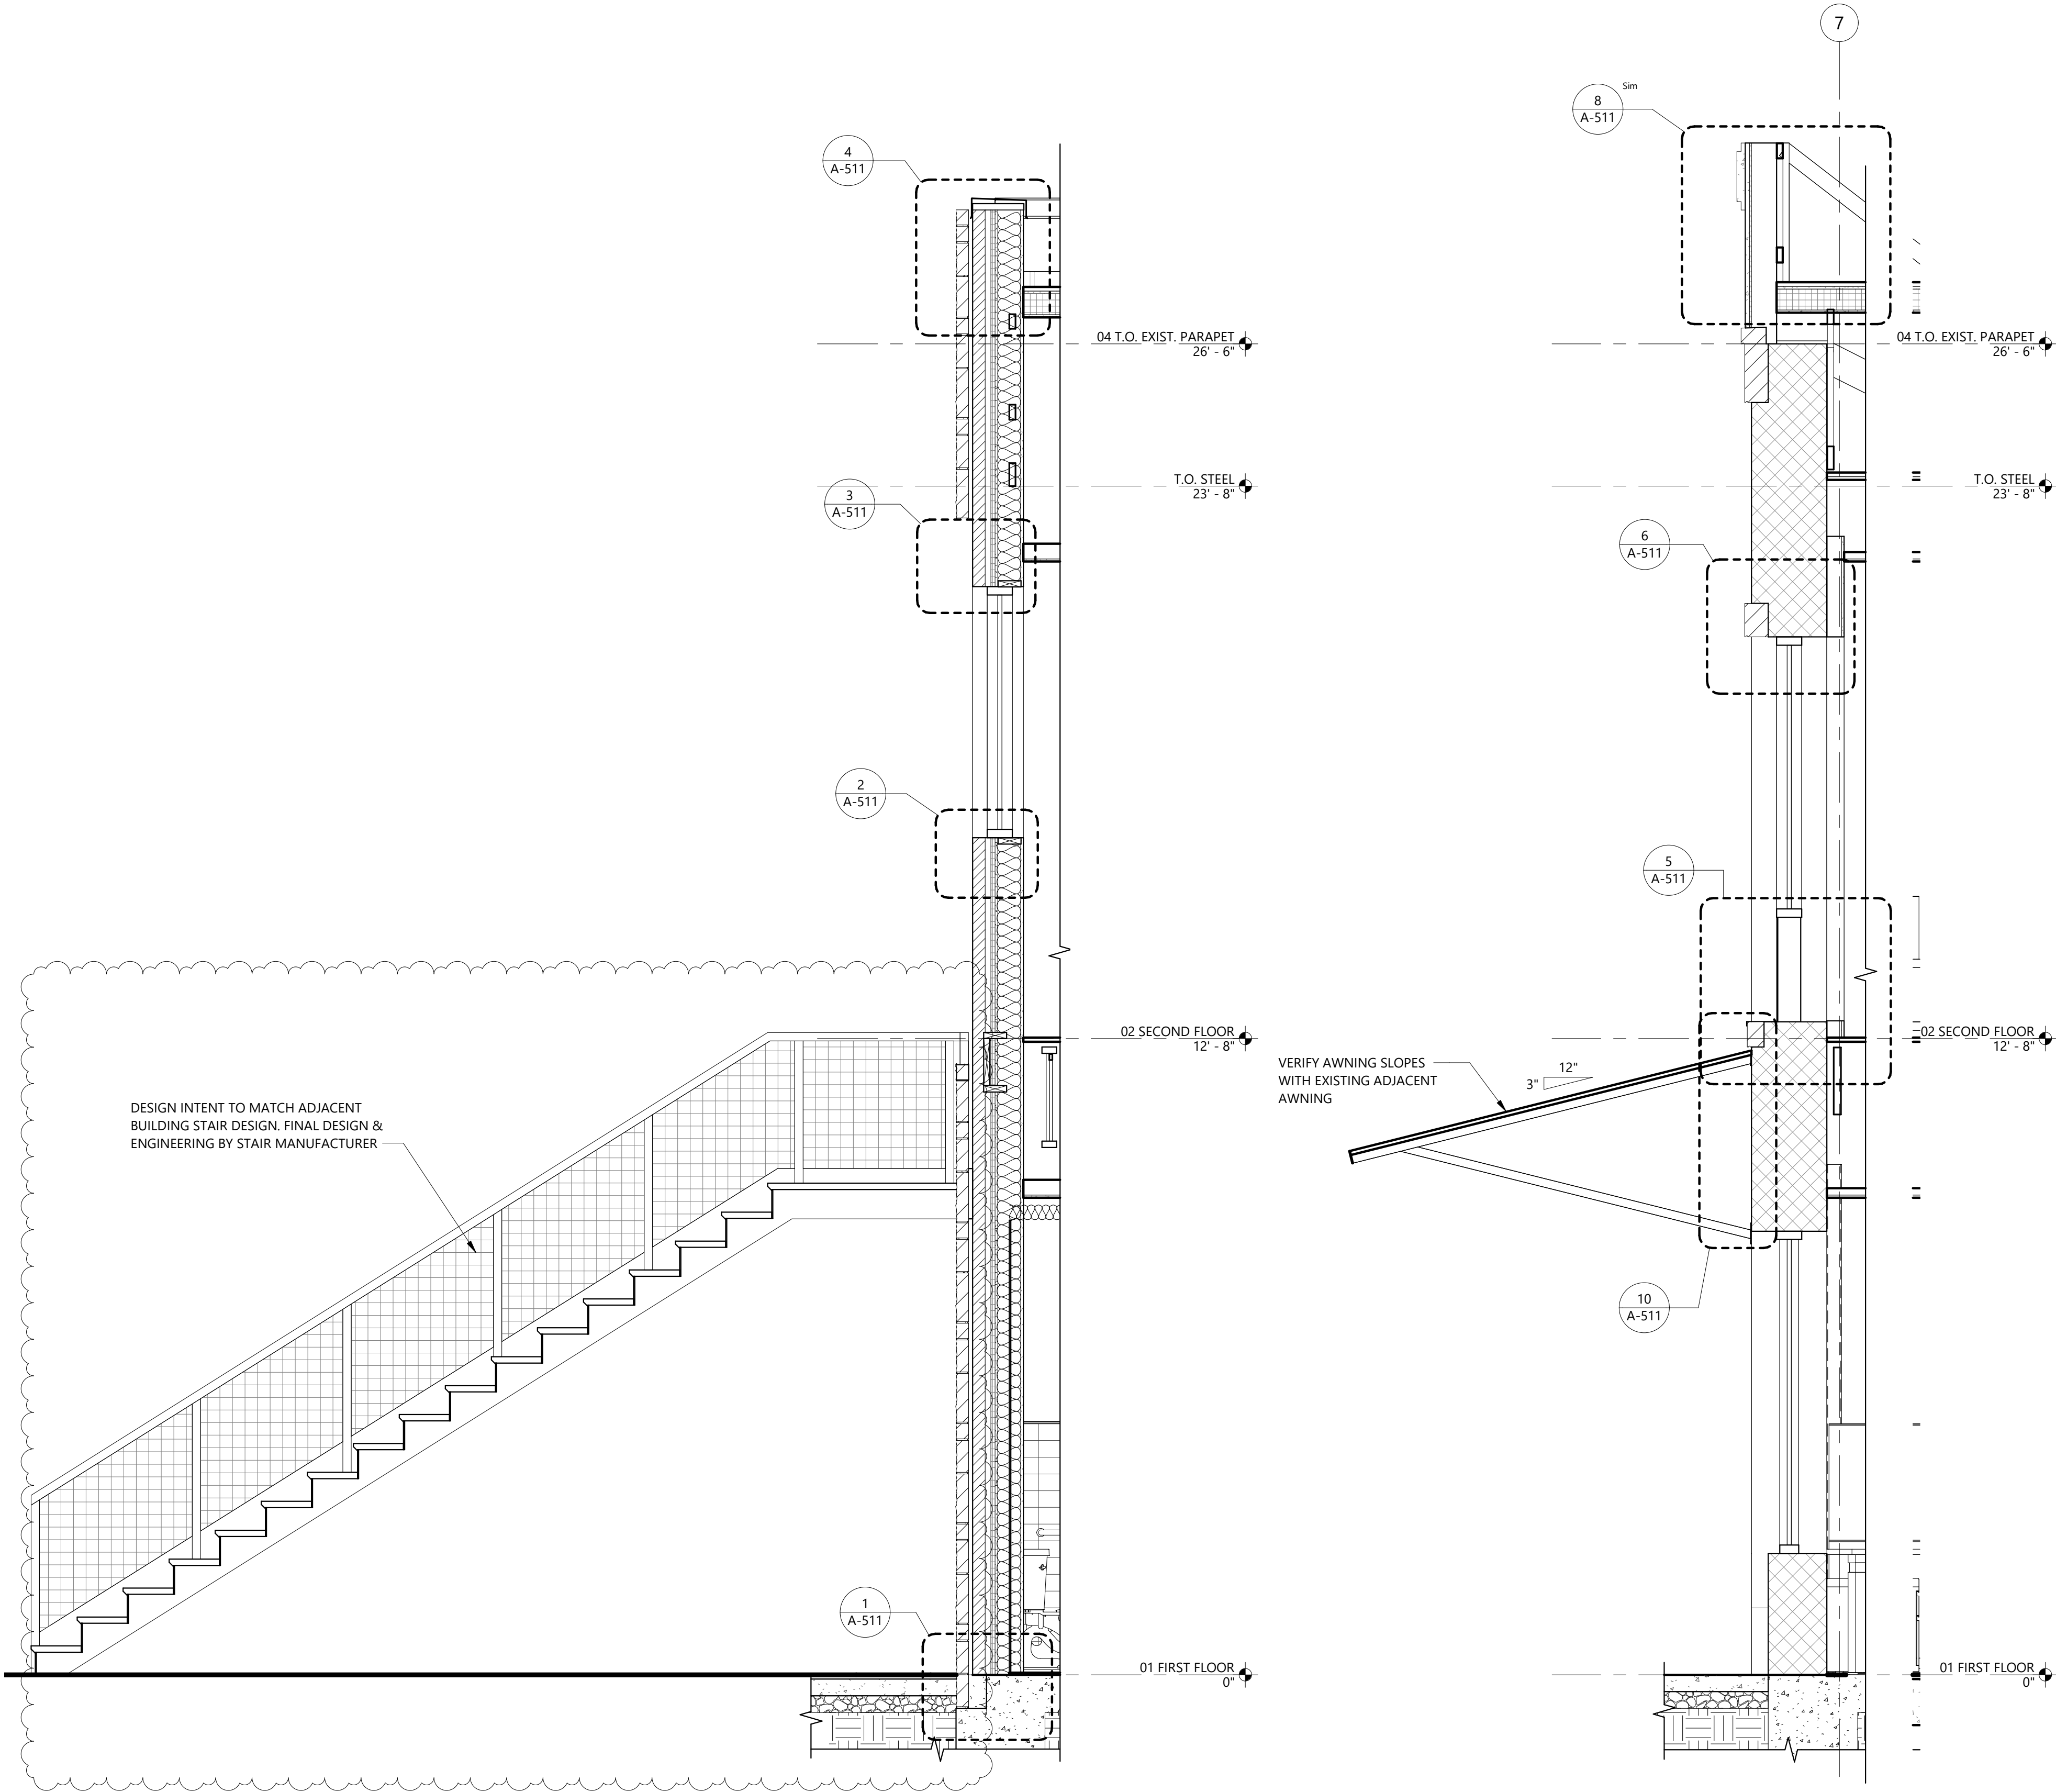 7
8
A-511
Sim
4
A-511
04 T.O. EXIST. PARAPET
26' - 6"
04 T.O. EXIST. PARAPET
26' - 6"
T.O. STEEL
23' - 8"
T.O. STEEL
23' - 8"
3
A-511
6
A-511
2
A-511
5
A-511
02 SECOND FLOOR
12' - 8"
02 SECOND FLOOR
12' - 8"
VERIFY AWNING SLOPES
WITH EXISTING ADJACENT
AWNING
12"
3"
DESIGN INTENT TO MATCH ADJACENT
BUILDING STAIR DESIGN. FINAL DESIGN &
ENGINEERING BY STAIR MANUFACTURER
10
A-511
1
A-511
01 FIRST FLOOR
0"
01 FIRST FLOOR
0"